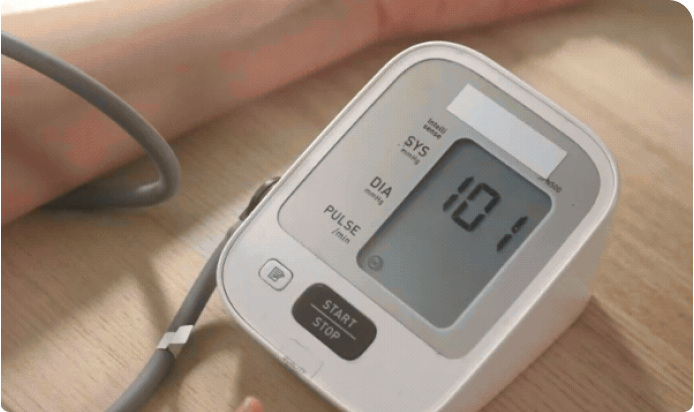 intelli
sense
SYS
mmHg
101
DIA
mmHg
PULSE
/min
START
STOP